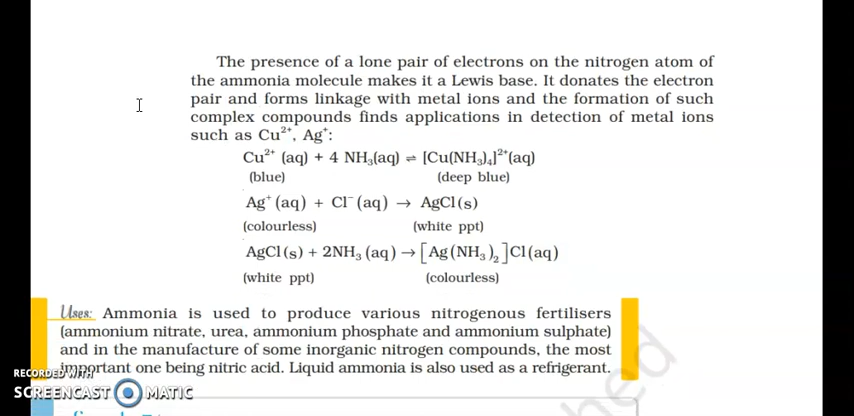 The presence of a lone pair of electrons on the nitrogen atom of
the ammonia molecule makes it a Lewis base. It donates the electron
pair and forms linkage with metal ions and the formation of such
complex compounds finds applications in detection of metal ions
such as Cu²⁺, Ag⁺:
Cu²⁺ (aq) + 4 NH₃(aq) ⇌ [Cu(NH₃)₄]²⁺(aq)
(blue) (deep blue)
Ag⁺ (aq) + Cl⁻ (aq) → AgCl(s)
(colourless) (white ppt)
AgCl(s) + 2NH₃ (aq) → [Ag(NH₃)₂]Cl(aq)
(white ppt) (colourless)
Uses: Ammonia is used to produce various nitrogenous fertilisers
(ammonium nitrate, urea, ammonium phosphate and ammonium sulphate)
and in the manufacture of some inorganic nitrogen compounds, the most
important one being nitric acid. Liquid ammonia is also used as a refrigerant.
RECORDED WITH
SCREENCAST MATIC